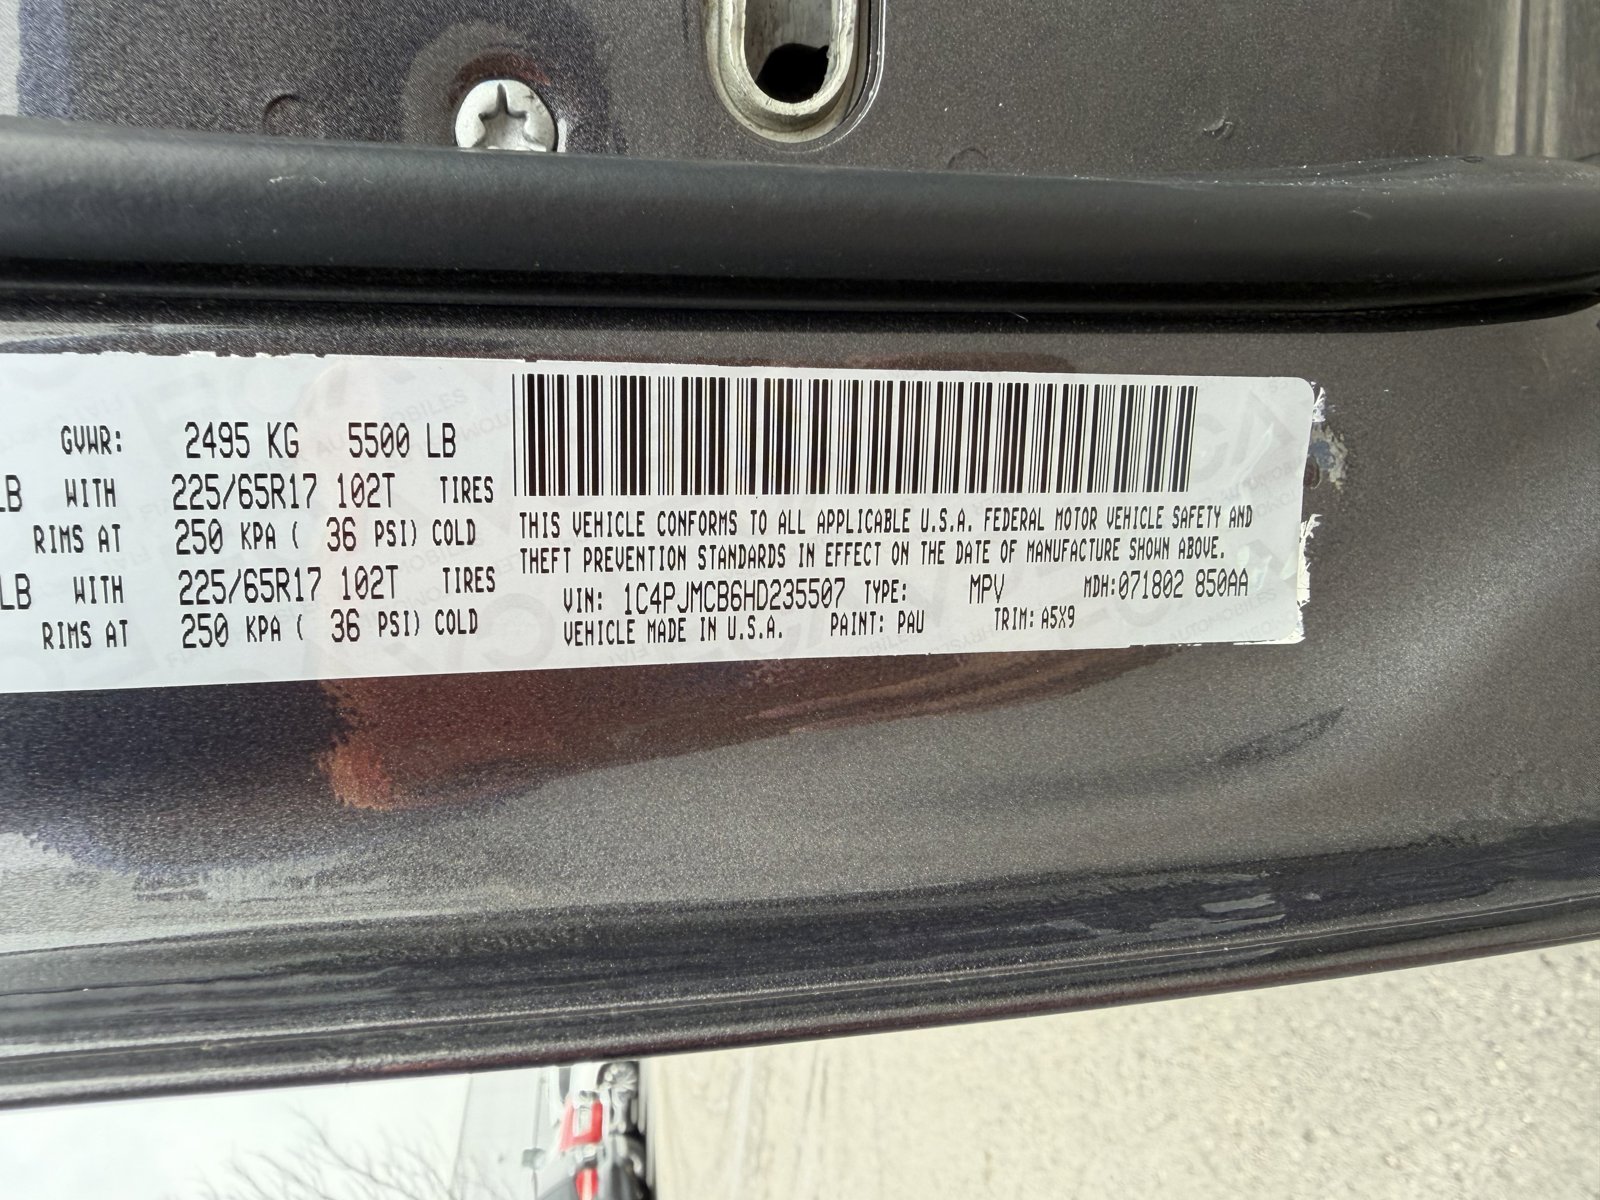 GVWR: 2495 KG 5500 LB
LB WITH 225/65R17 102T TIRES
RIMS AT 250 KPA ( 36 PSI) COLD
LB WITH 225/65R17 102T TIRES
RIMS AT 250 KPA ( 36 PSI) COLD
THIS VEHICLE CONFORMS TO ALL APPLICABLE U.S.A. FEDERAL MOTOR VEHICLE SAFETY AND
THEFT PREVENTION STANDARDS IN EFFECT ON THE DATE OF MANUFACTURE SHOWN ABOVE.
VIN: 1C4PJMCB6HD235507 TYPE: MPV MDH:071802 850AA
VEHICLE MADE IN U.S.A. PAINT: PAU TRIM: A5X9